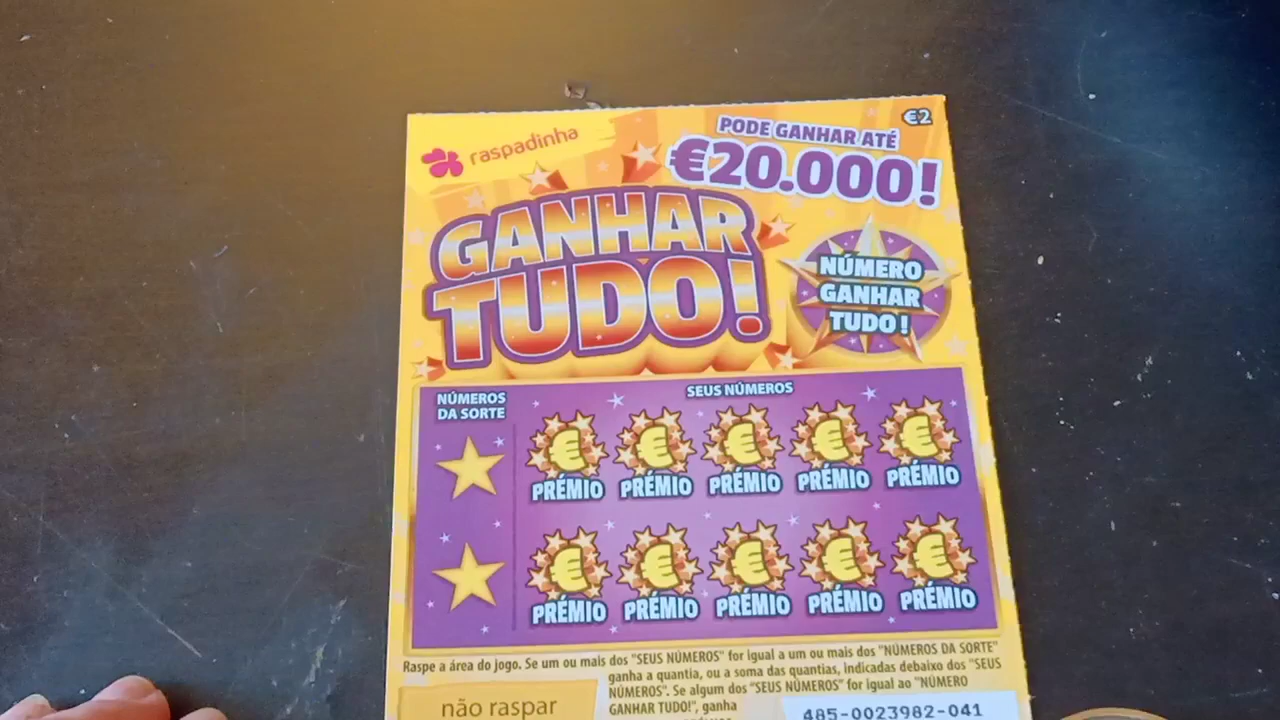 €2
raspadinha
PODE GANHAR ATÉ
€20.000!
GANHAR
TUDO!
NÚMERO
GANHAR
TUDO!
NÚMEROS
DA SORTE
SEUS NÚMEROS
€ € € € €
PRÉMIO PRÉMIO PRÉMIO PRÉMIO PRÉMIO
€ € € € €
PRÉMIO PRÉMIO PRÉMIO PRÉMIO PRÉMIO
Raspe a área do jogo. Se um ou mais dos "SEUS NÚMEROS" for igual a um ou mais dos "NÚMEROS DA SORTE"
ganha a quantia, ou a soma das quantias, indicadas debaixo dos "SEUS
NÚMEROS". Se algum dos "SEUS NÚMEROS" for igual ao "NÚMERO
GANHAR TUDO!", ganha
não raspar
485-0023982-041